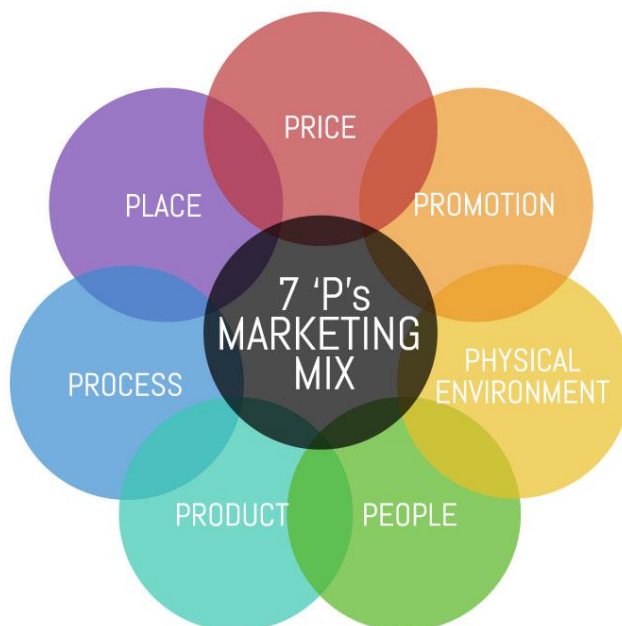 PRICE
PROMOTION
PHYSICAL
ENVIRONMENT
PEOPLE
PRODUCT
PROCESS
PLACE
7 ‘P’s
MARKETING
MIX